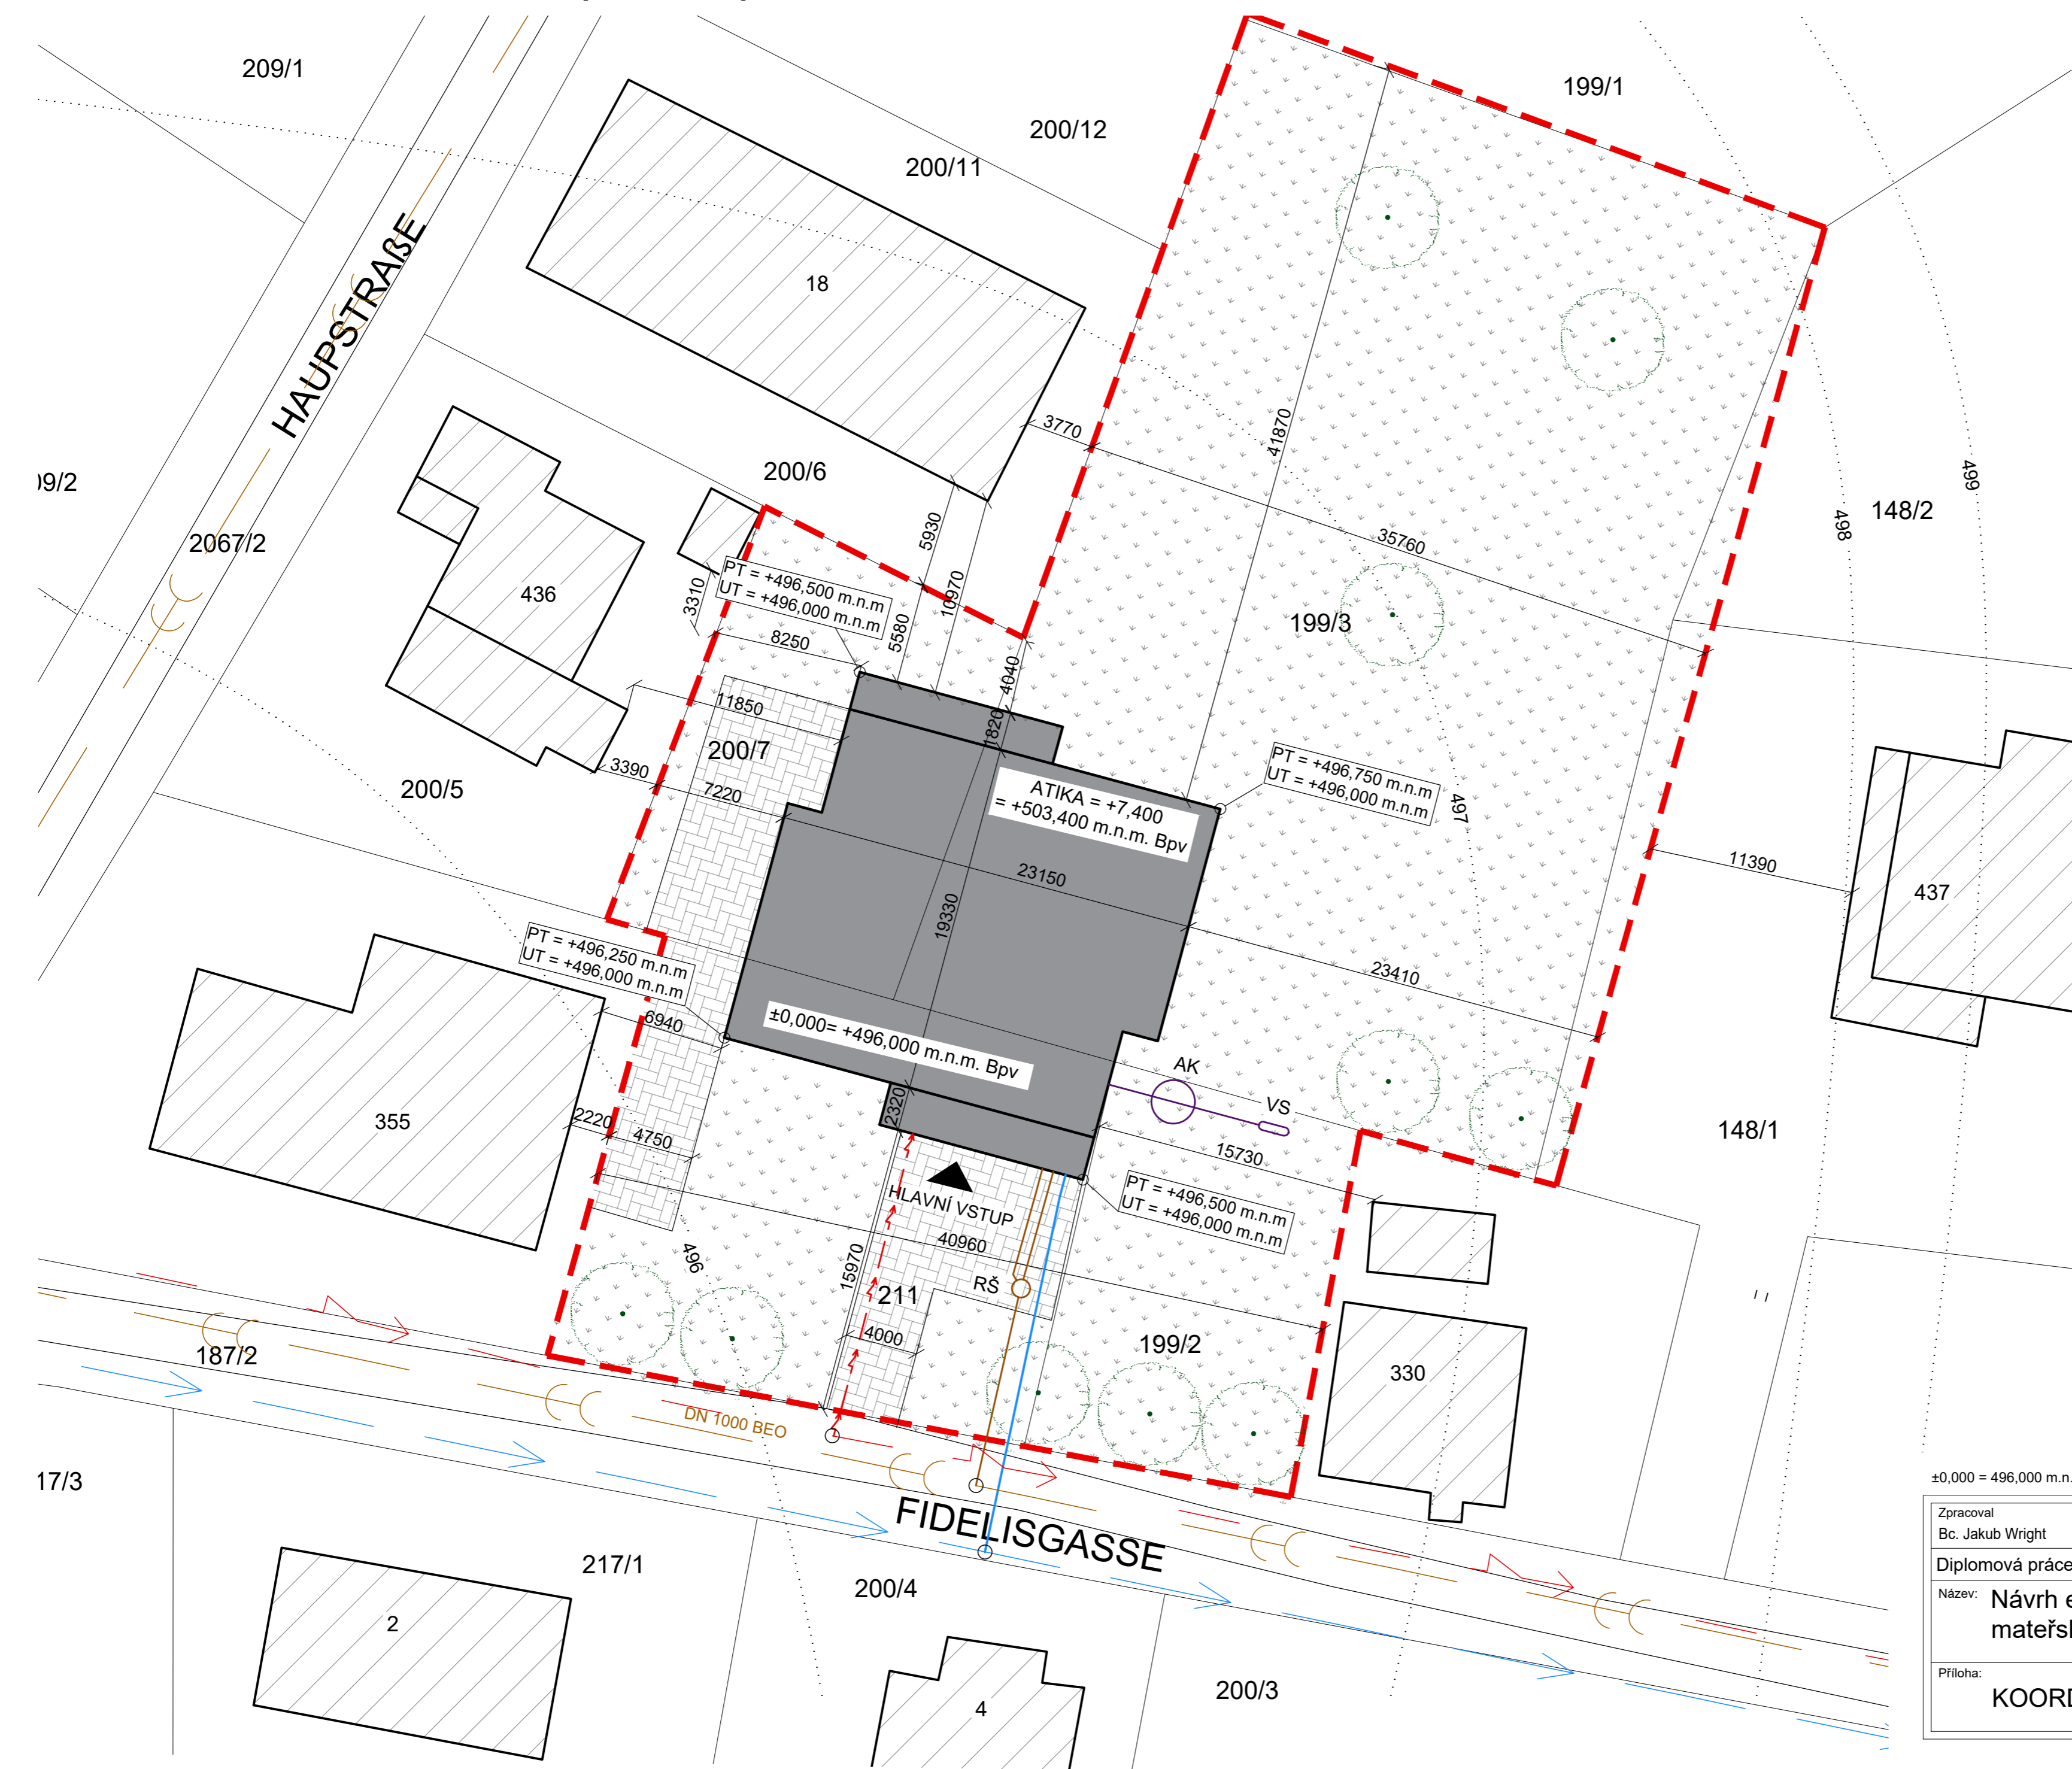 209/1
199/1
200/12
200/11
HAUPSTRAßE
18
3770
41870
200/6
499
148/2
498
09/2
2067/2
5930
35760
436
3310
PT = +496,500 m.n.m
UT = +496,000 m.n.m
10970
5580
8250
199/3
4040
11850
1820
200/7
3390
7220
200/5
ATIKA = +7,400
= +503,400 m.n.m. Bpv
PT = +496,750 m.n.m
UT = +496,000 m.n.m
497
11390
437
23150
19330
23410
PT = +496,250 m.n.m
UT = +496,000 m.n.m
6940
±0,000= +496,000 m.n.m. Bpv
AK
VS
2320
355
2220
4750
15730
148/1
HLAVNÍ VSTUP
PT = +496,500 m.n.m
UT = +496,000 m.n.m
496
40960
15970
RŠ
211
4000
199/2
330
187/2
DN 1000 BEO
17/3
FIDELISGASSE
217/1
200/4
2
4
200/3
±0,000 = 496,000 m.n.
Zpracoval
Bc. Jakub Wright
Diplomová práce
Název: Návrh e
mateřsk
Příloha:
KOORD